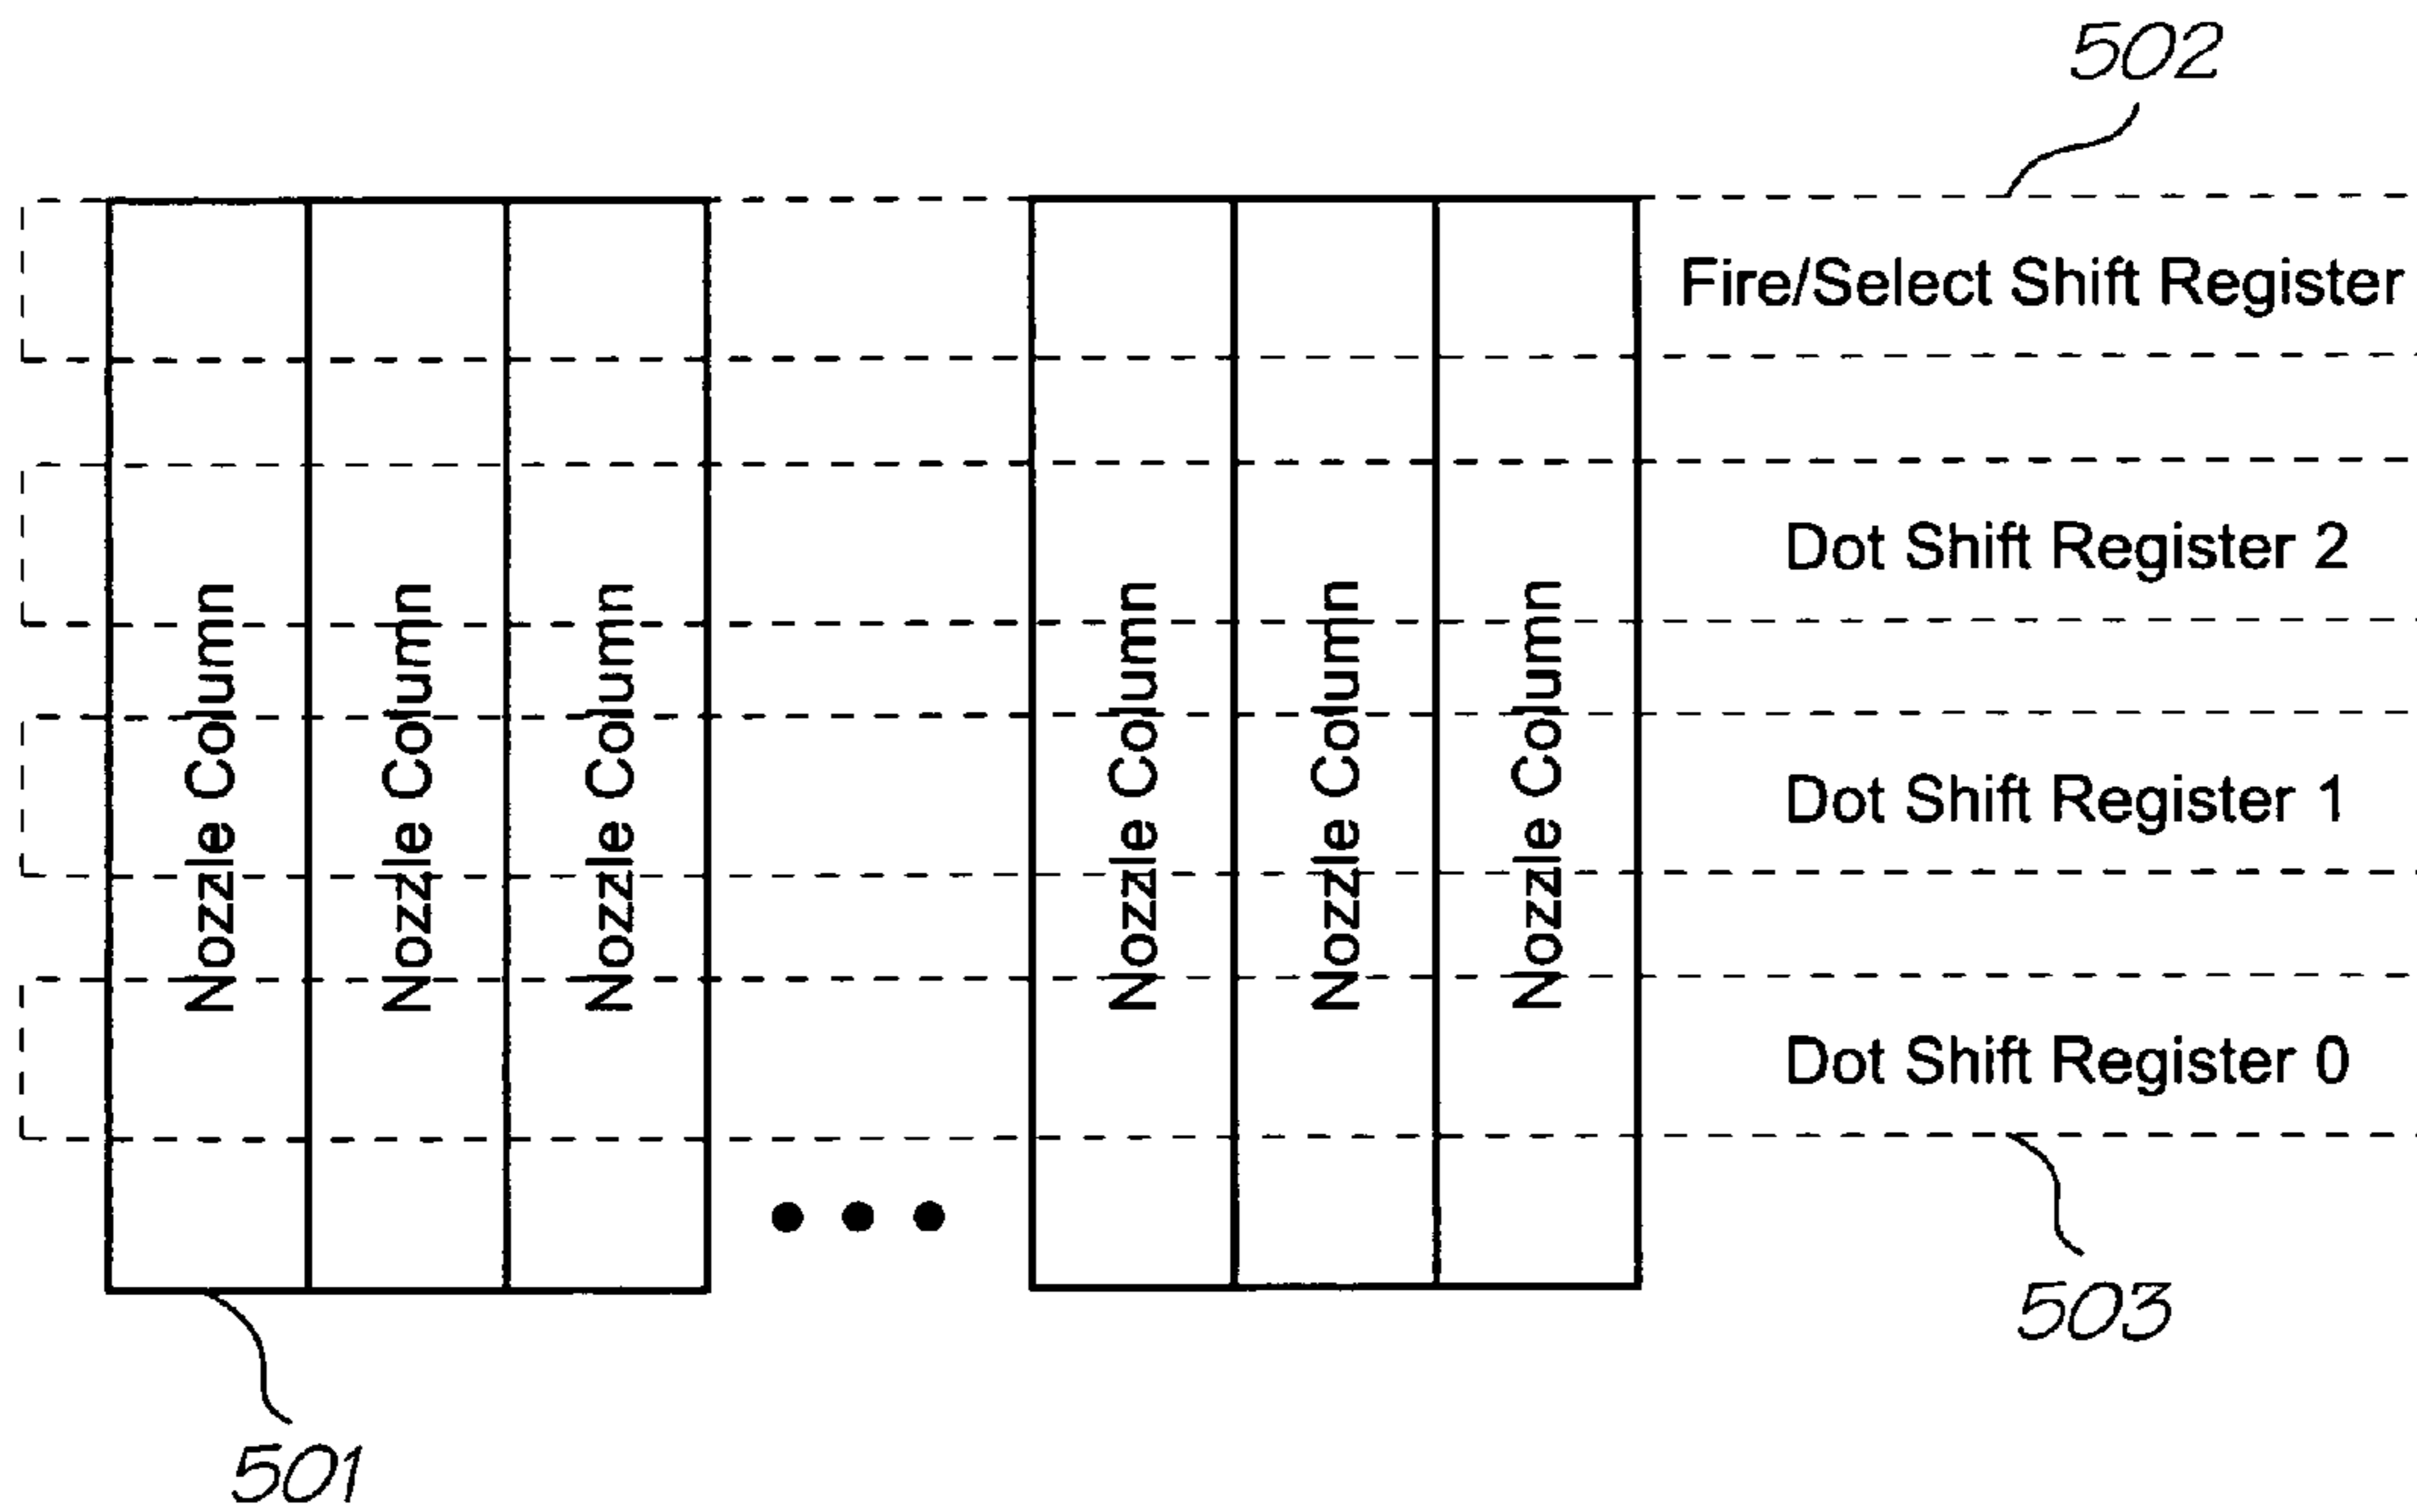 502
Fire/Select Shift Register
Dot Shift Register 2
Nozzle Column
Nozzle Column
Nozzle Column
Nozzle Column
Nozzle Column
Nozzle Column
Dot Shift Register 1
Dot Shift Register 0
503
501